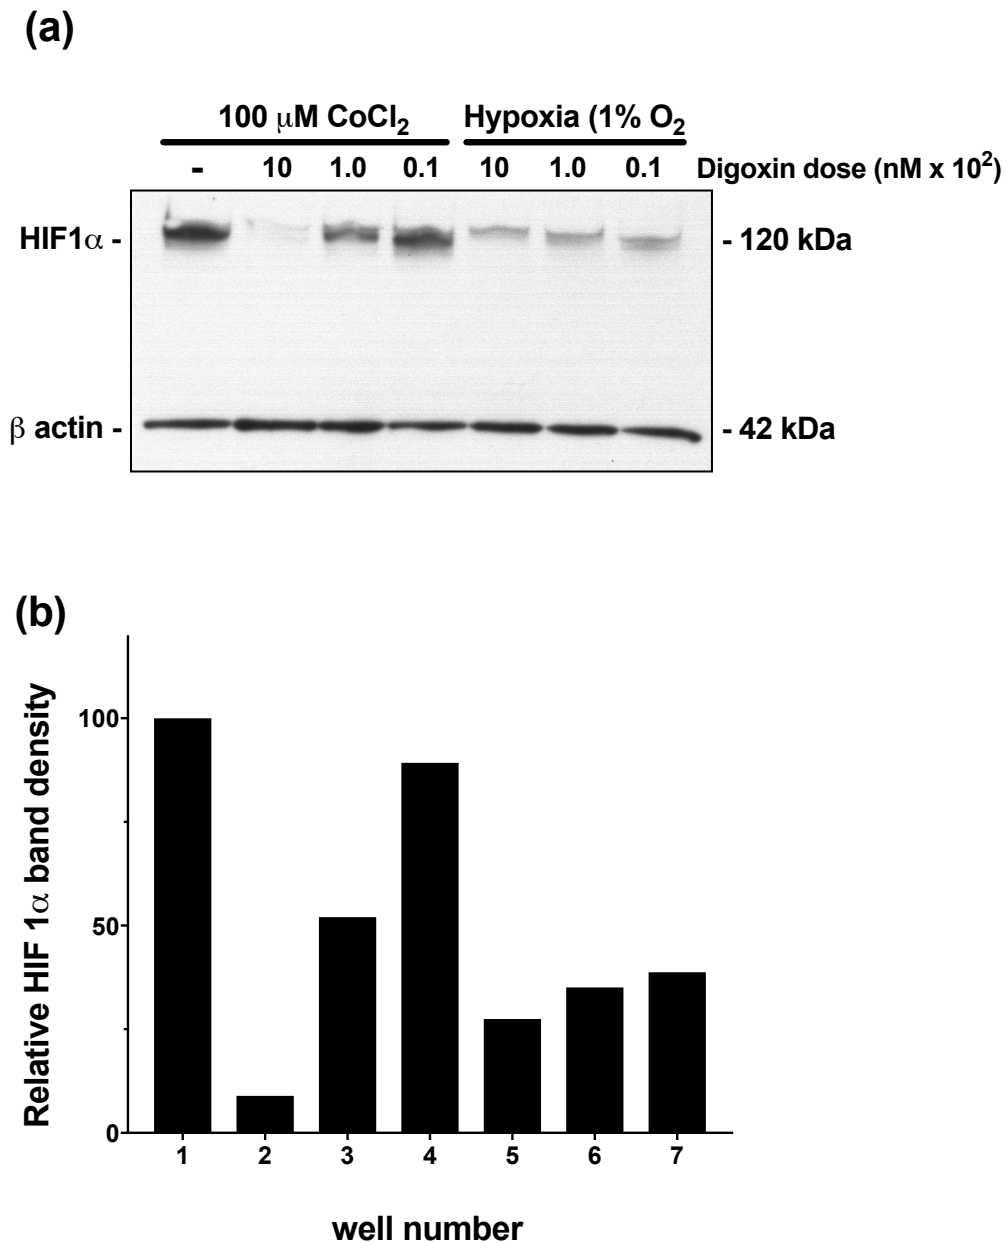 (a)
100 μM CoCl₂ Hypoxia (1% O₂
- 10 1.0 0.1 10 1.0 0.1 Digoxin dose (nM x 10²)
HIF1α - - 120 kDa
β actin - - 42 kDa
(b)
Relative HIF 1α band density
100
50
0
1 2 3 4 5 6 7
well number